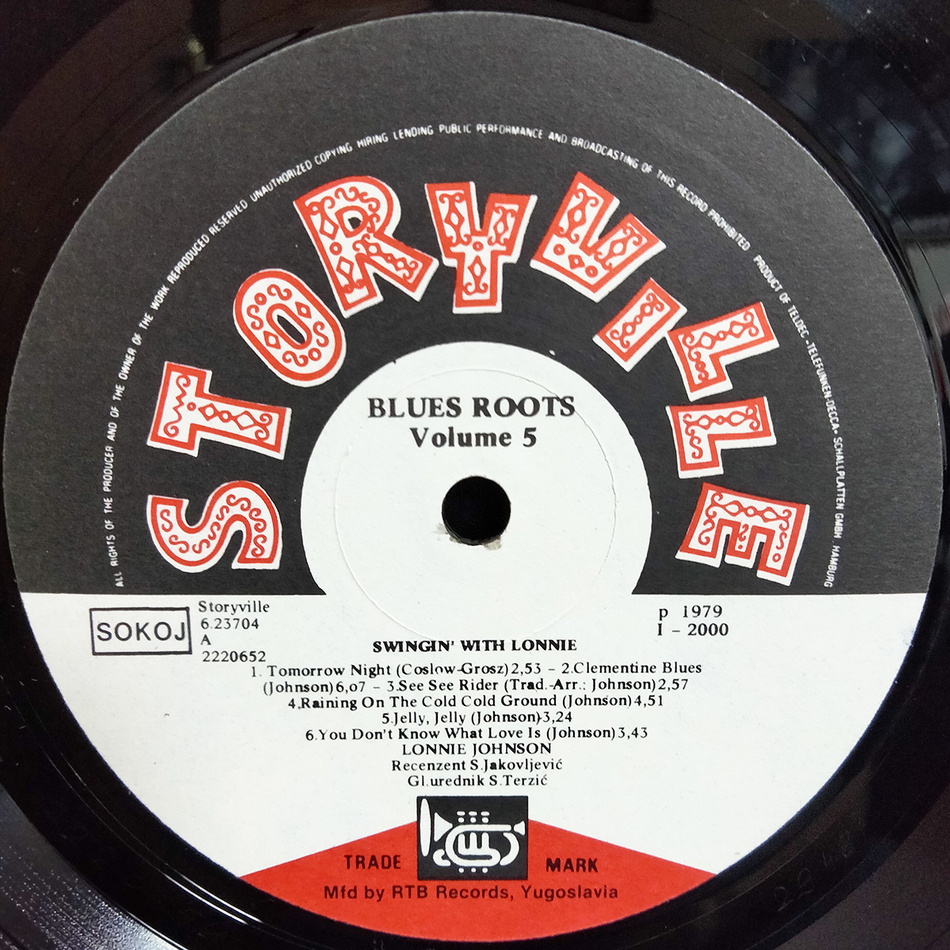 ALL RIGHTS OF THE PRODUCER AND OF THE OWNER OF THE WORK REPRODUCED RESERVED UNAUTHORIZED COPYING HIRING LENDING PUBLIC PERFORMANCE AND BROADCASTING OF THIS RECORD PROHIBITED PRODUCT OF TELDEC »TELEFUNKEN-DECCA« SCHALLPLATTEN GMBH. HAMBURG
STORYVILLE
BLUES ROOTS
Volume 5
SOKOJ
Storyville
6.23704
A
2220652
p 1979
I - 2000
SWINGIN' WITH LONNIE
1. Tomorrow Night (Coslow-Grosz)2,53 - 2.Clementine Blues
(Johnson)6,o7 - 3.See See Rider (Trad.-Arr.: Johnson)2,57
4.Raining On The Cold Cold Ground (Johnson)4,51
5.Jelly, Jelly (Johnson)3,24
6.You Don't Know What Love Is (Johnson)3,43
LONNIE JOHNSON
Recenzent S.Jakovljević
Gl.urednik S.Terzić
TRADE MARK
Mfd by RTB Records, Yugoslavia